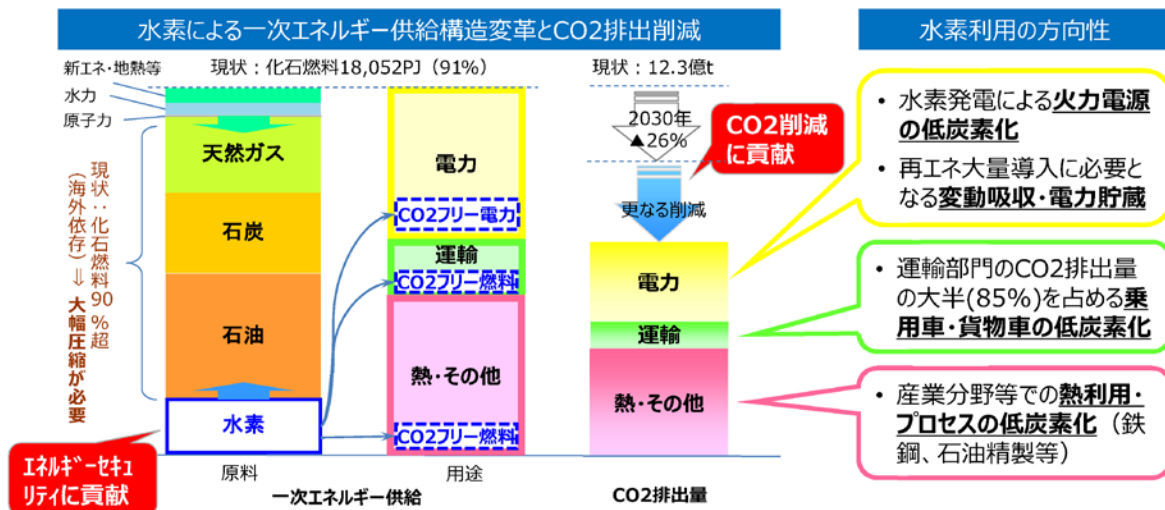 水素による一次エネルギー供給構造変革とCO2排出削減
水素利用の方向性
新エネ・地熱等
現状：化石燃料18,052PJ（91%）
現状：12.3億t
水力
原子力
天然ガス
石炭
石油
水素
現状：化石燃料90％超
（海外依存）⇒大幅圧縮が必要
エネルギーセキュ
リティに貢献
電力
CO2フリー電力
運輸
CO2フリー燃料
熱・その他
CO2フリー燃料
原料
用途
一次エネルギー供給
2030年
▲26%
CO2削減
に貢献
更なる削減
電力
運輸
熱・その他
CO2排出量
• 水素発電による火力電源
の低炭素化
• 再エネ大量導入に必要と
なる変動吸収・電力貯蔵
• 運輸部門のCO2排出量
の大半(85%)を占める乗
用車・貨物車の低炭素化
• 産業分野等での熱利用・
プロセスの低炭素化（鉄
鋼、石油精製等）